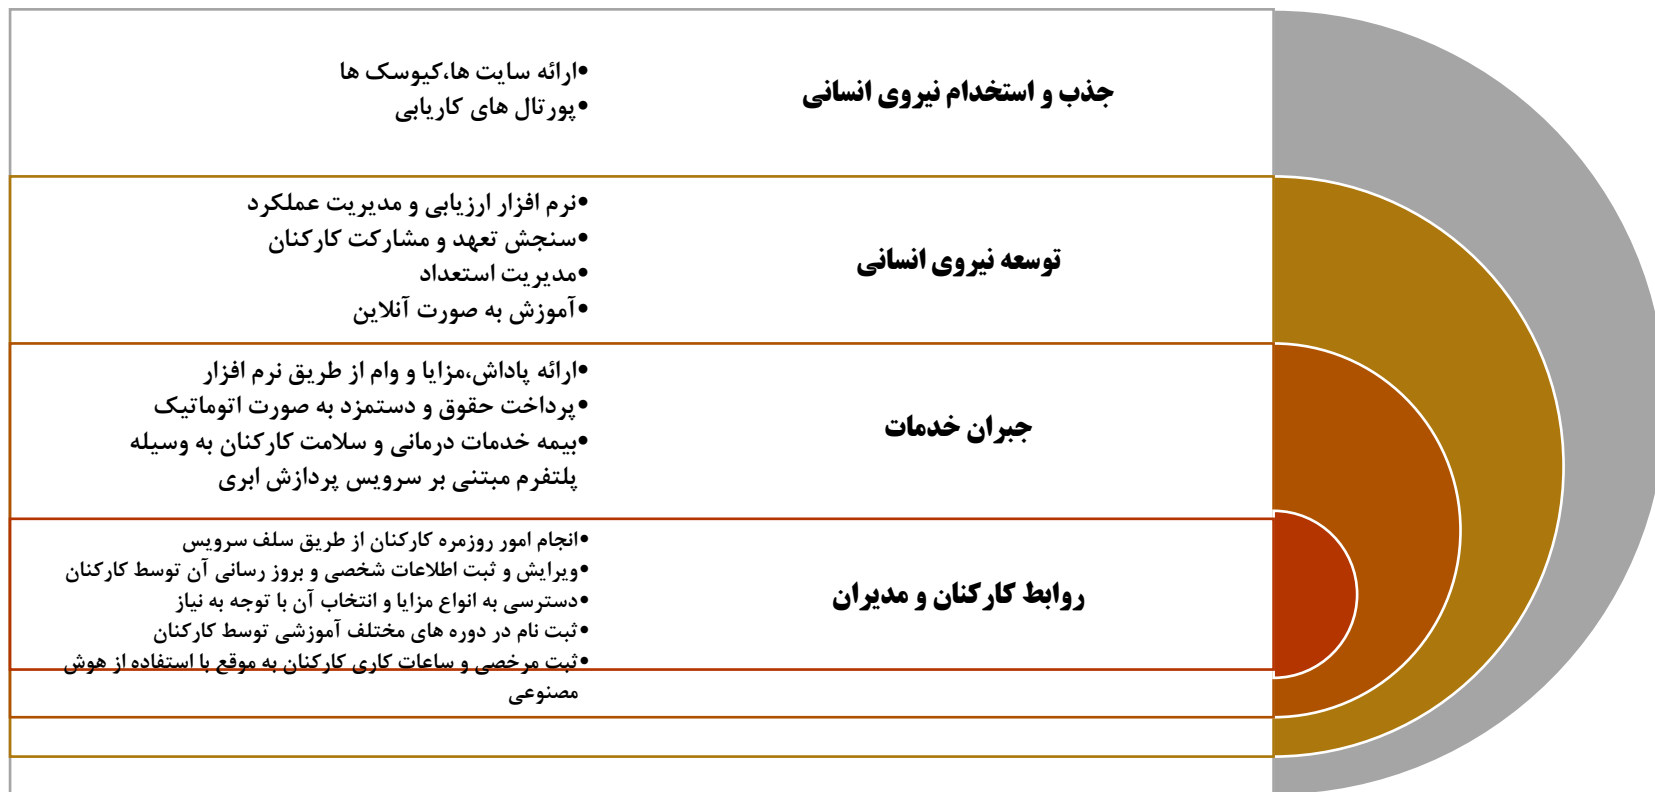 جذب و استخدام نیروی انسانی
•ارائه سایت ها،کیوسک ها
•پورتال های کاریابی
توسعه نیروی انسانی
•نرم افزار ارزیابی و مدیریت عملکرد
•سنجش تعهد و مشارکت کارکنان
•مدیریت استعداد
•آموزش به صورت آنلاین
جبران خدمات
•ارائه پاداش،مزایا و وام از طریق نرم افزار
•پرداخت حقوق و دستمزد به صورت اتوماتیک
•بیمه خدمات درمانی و سلامت کارکنان به وسیله
پلتفرم مبتنی بر سرویس پردازش ابری
روابط کارکنان و مدیران
•انجام امور روزمره کارکنان از طریق سلف سرویس
•ویرایش و ثبت اطلاعات شخصی و بروز رسانی آن توسط کارکنان
•دسترسی به انواع مزایا و انتخاب آن با توجه به نیاز
•ثبت نام در دوره های مختلف آموزشی توسط کارکنان
•ثبت مرخصی و ساعات کاری کارکنان به موقع با استفاده از هوش
مصنوعی